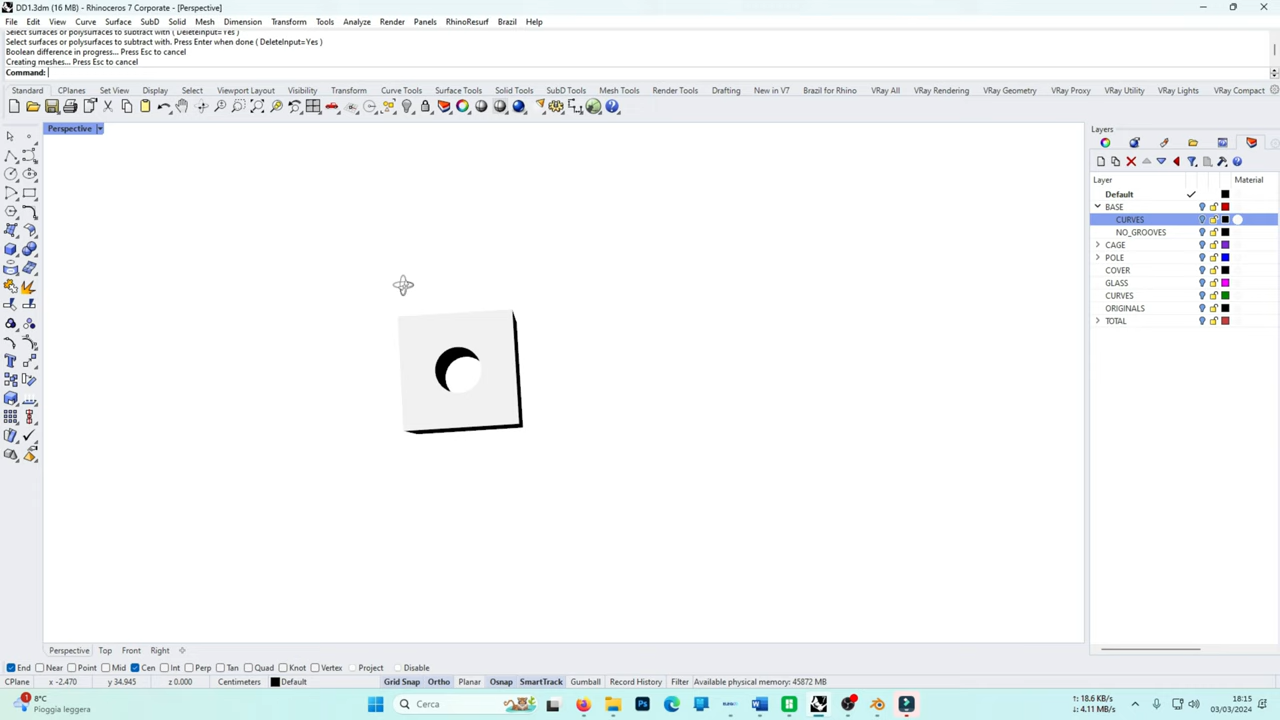 DD1.3dm (16 MB) - Rhinoceros 7 Corporate - [Perspective]
File Edit View Curve Surface SubD Solid Mesh Dimension Transform Tools Analyze Render Panels RhinoResurf Brazil Help
Select surfaces or polysurfaces to subtract with ( DeleteInput=Yes )
Select surfaces or polysurfaces to subtract with. Press Enter when done ( DeleteInput=Yes )
Boolean difference in progress... Press Esc to cancel
Creating meshes... Press Esc to cancel
Command:
Standard CPlanes Set View Display Select Viewport Layout Visibility Transform Curve Tools Surface Tools Solid Tools SubD Tools Mesh Tools Render Tools Drafting New in V7 Brazil for Rhino VRay All VRay Rendering VRay Geometry VRay Proxy VRay Utility VRay Lights VRay Compact
Perspective
Layers
Layer Material
Default
BASE
CURVES
NO_GROOVES
CAGE
POLE
COVER
GLASS
CURVES
ORIGINALS
TOTAL
Perspective Top Front Right
End Near Point Mid Cen Int Perp Tan Quad Knot Vertex Project Disable
CPlane x -2.470 y 34.945 z 0.000 Centimeters Default Grid Snap Ortho Planar Osnap SmartTrack Gumball Record History Filter Available physical memory: 45872 MB
1
8°C
Pioggia leggera
Cerca
Ps
↑: 18.6 KB/s
↓: 4.11 MB/s
18:15
03/03/2024